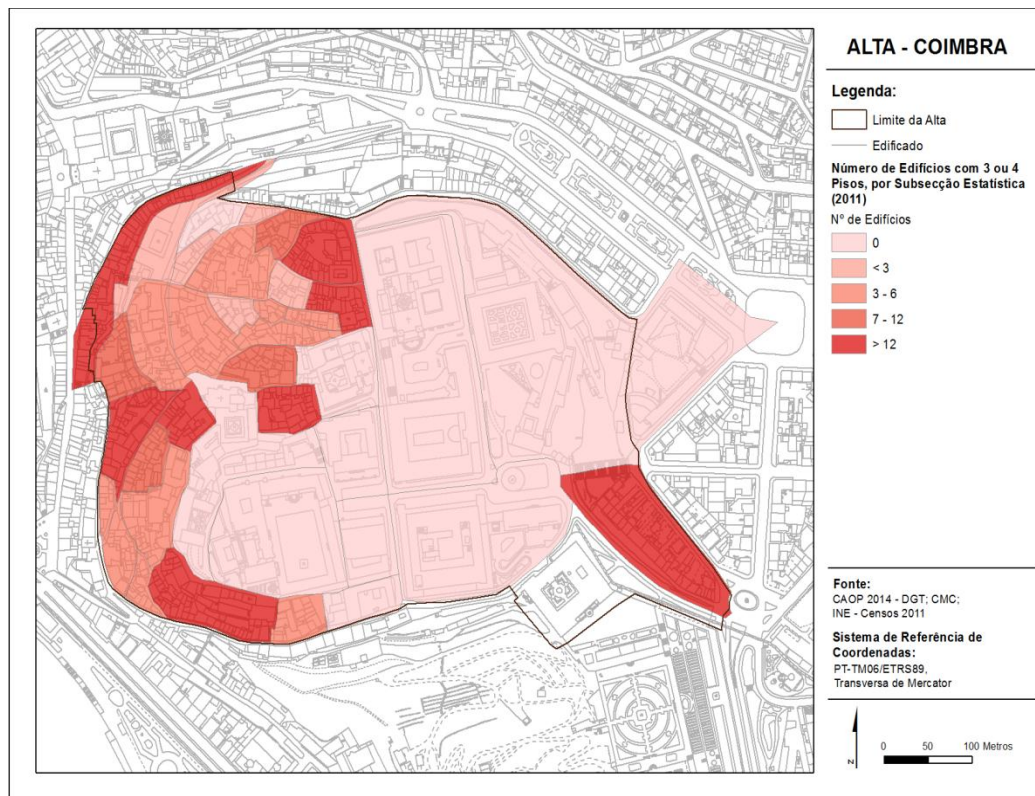 ALTA - COIMBRA
Legenda:
Limite da Alta
Edificado
Número de Edifícios com 3 ou 4
Pisos, por Subsecção Estatística
(2011)
Nº de Edifícios
0
< 3
3 - 6
7 - 12
> 12
Fonte:
CAOP 2014 - DGT; CMC;
INE - Censos 2011
Sistema de Referência de
Coordenadas:
PT-TM06/ETRS89,
Transversa de Mercator
N
0 50 100 Metros